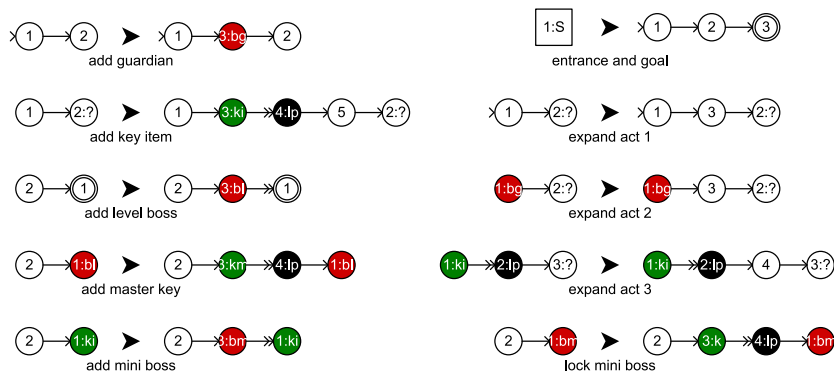 1 2 1 3:bg 2
add guardian
1:S 1 2 3
entrance and goal
1 2:? 1 3:ki 4:lp 5 2:?
add key item
1 2:? 1 3 2:?
expand act 1
2 1 2 3:bl 1
add level boss
1:bg 2:? 1:bg 3 2:?
expand act 2
2 1:bl 2 3:km 4:lp 1:bl
add master key
1:ki 2:lp 3:? 1:ki 2:lp 4 3:?
expand act 3
2 1:ki 2 3:bm 1:ki
add mini boss
2 1:bm 2 3:k 4:lp 1:bm
lock mini boss